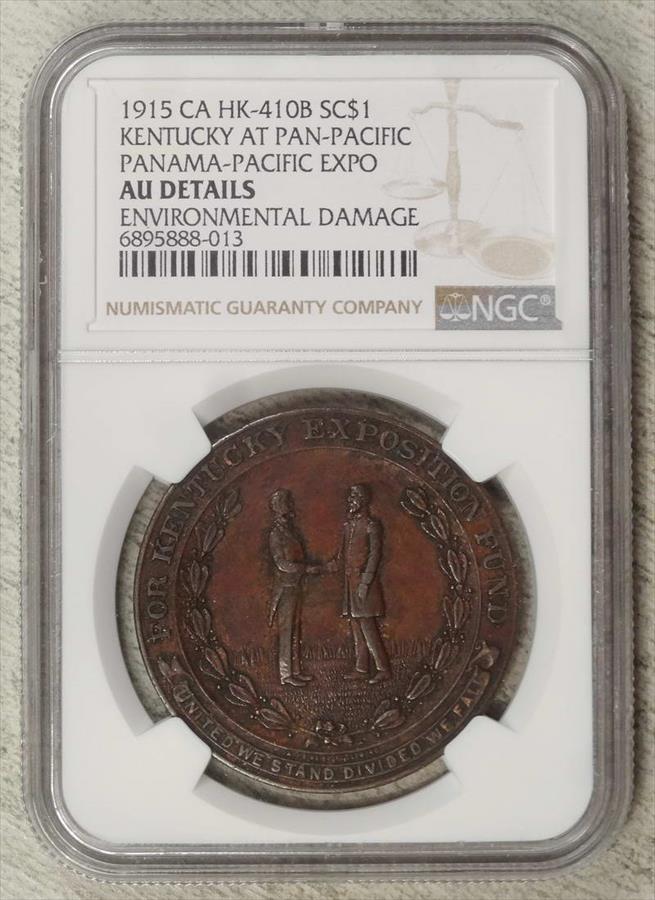 1915 CA HK-410B SC$1
KENTUCKY AT PAN-PACIFIC
PANAMA-PACIFIC EXPO
AU DETAILS
ENVIRONMENTAL DAMAGE
6895888-013
NUMISMATIC GUARANTY COMPANY
NGC®
FOR KENTUCKY EXPOSITION FUND
UNITED WE STAND DIVIDED WE FALL